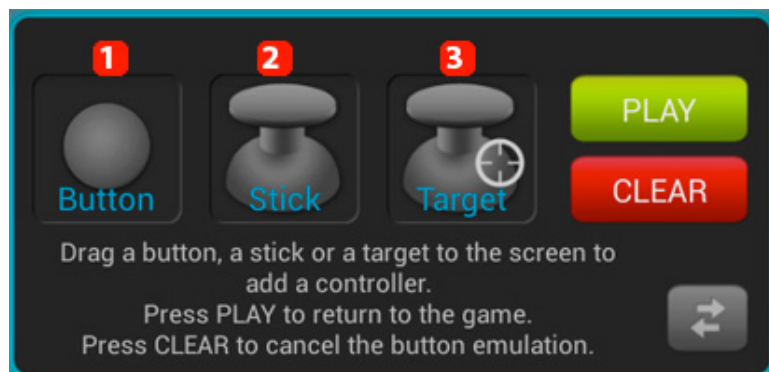 1 2 3
PLAY
Button Stick Target
CLEAR
Drag a button, a stick or a target to the screen to
add a controller.
Press PLAY to return to the game.
Press CLEAR to cancel the button emulation.